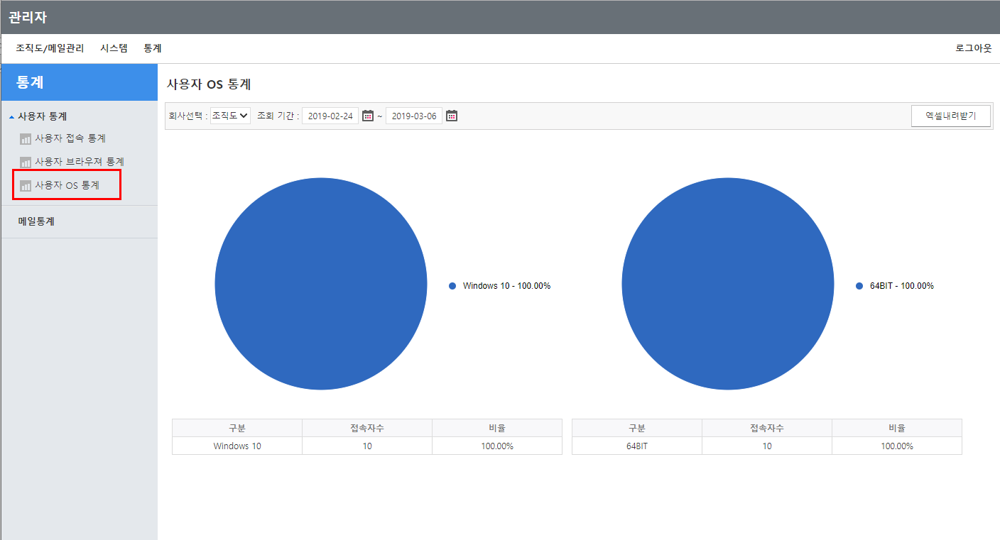 관리자
조직도/메일관리 시스템 통계 로그아웃
통계
사용자 통계
사용자 접속 통계
사용자 브라우져 통계
사용자 OS 통계
메일통계
사용자 OS 통계
회사선택 : 조직도 조회 기간 : 2019-02-24 ~ 2019-03-06 엑셀내려받기
Windows 10 - 100.00% 64BIT - 100.00%
구분 접속자수 비율 구분 접속자수 비율
Windows 10 10 100.00% 64BIT 10 100.00%